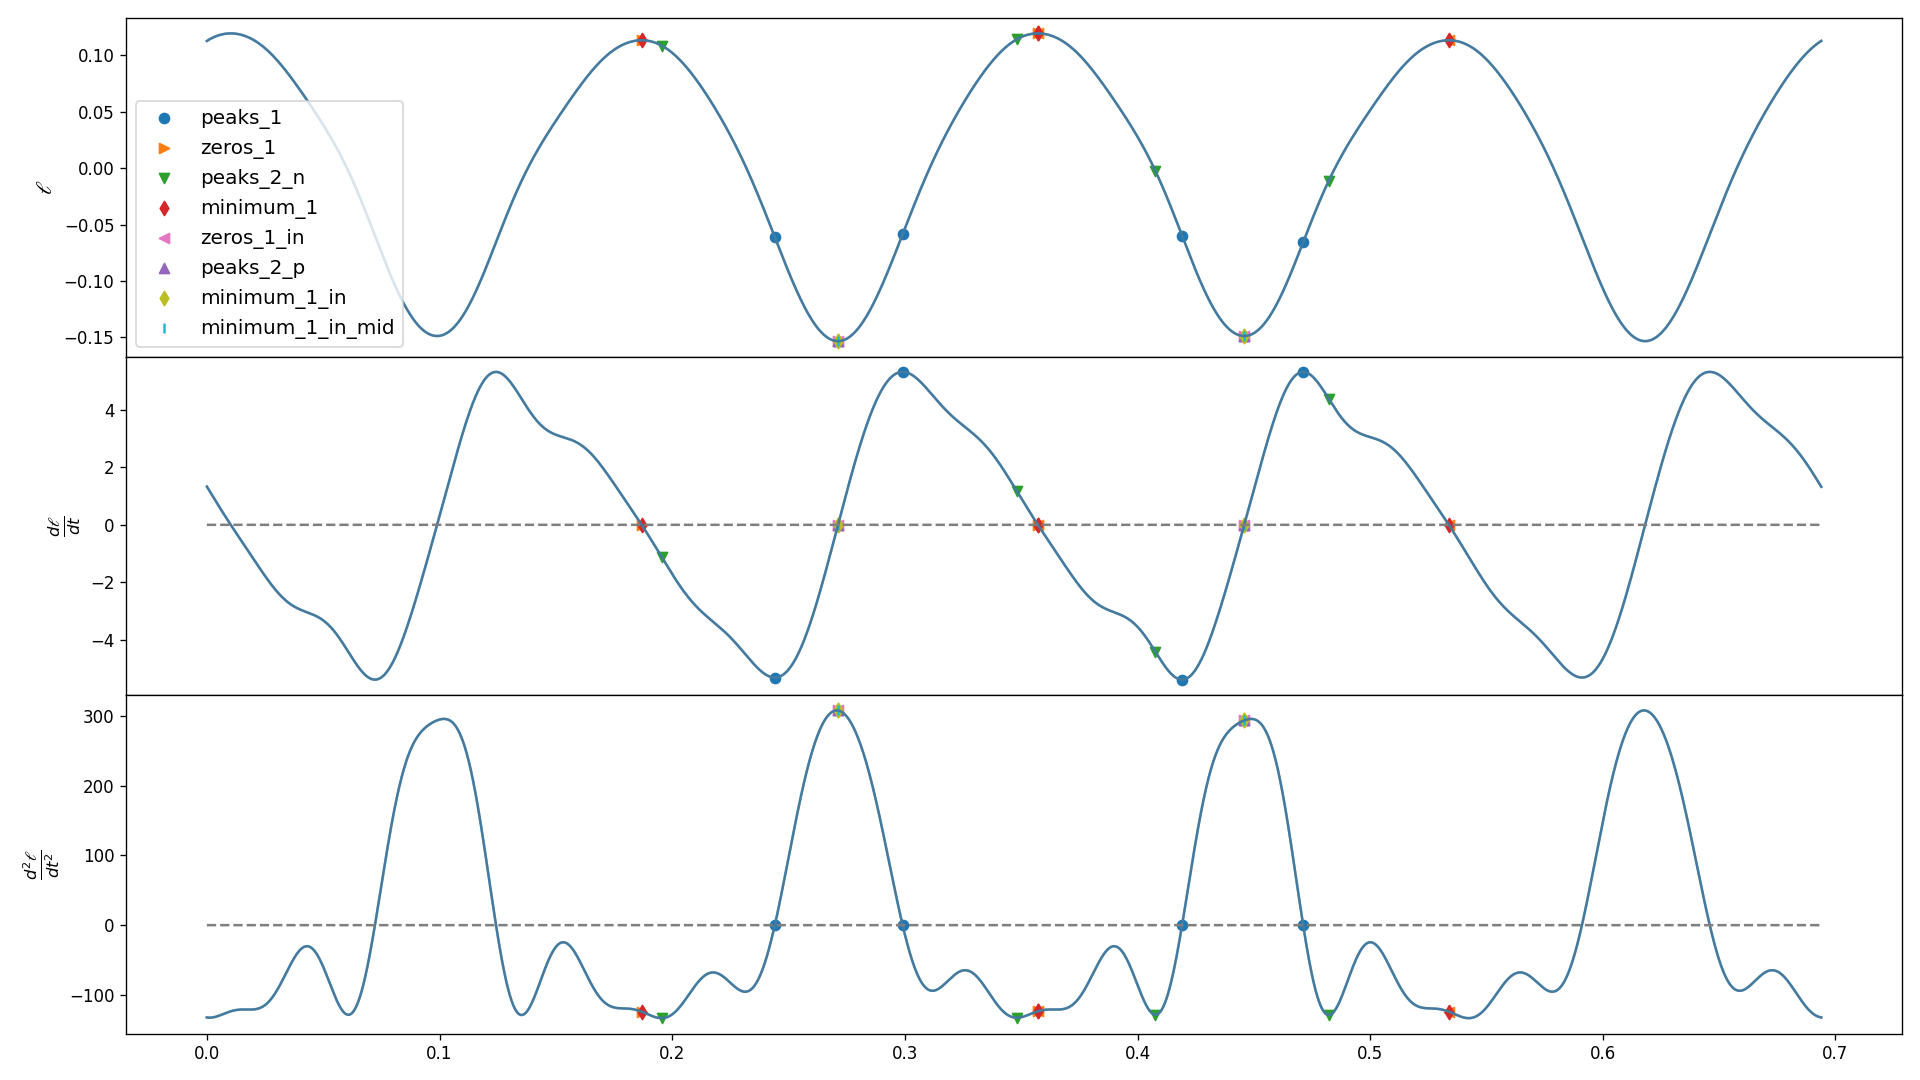 0.10
0.05
0.00
−0.05
−0.10
−0.15
ℓ
peaks_1
zeros_1
peaks_2_n
minimum_1
zeros_1_in
peaks_2_p
minimum_1_in
minimum_1_in_mid
4
2
0
−2
−4
dℓ/dt
300
200
100
0
−100
d²ℓ/dt²
0.0 0.1 0.2 0.3 0.4 0.5 0.6 0.7